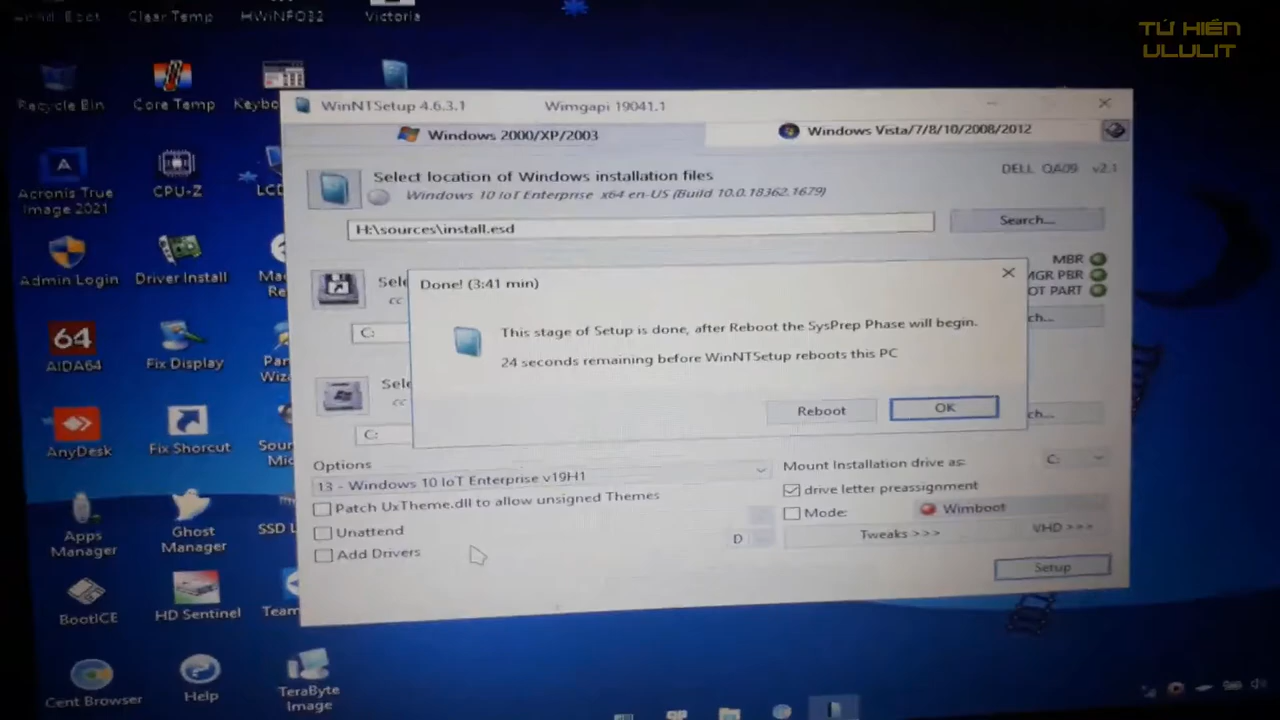 Clear Temp
HWiNFO32
Victoria
TỨ HIỀN
ULULIT
Recycle Bin
Core Temp
WinNTSetup 4.6.3.1
Wimgapi 19041.1
Windows 2000/XP/2003
Windows Vista/7/8/10/2008/2012
Acronis True
Image 2021
CPU-Z
Select location of Windows installation files
DELL QA09 v2.1
Windows 10 IoT Enterprise x64 en-US (Build 10.0.18362.1679)
H:\sources\install.esd
Search...
Admin Login
Driver Install
MBR
Done! (3:41 min)
This stage of Setup is done, after Reboot the SysPrep Phase will begin.
24 seconds remaining before WinNTSetup reboots this PC
C:
64
AIDA64
Fix Display
Reboot
OK
AnyDesk
Fix Shorcut
C:
Options
13 - Windows 10 IoT Enterprise v19H1
Mount Installation drive as:
C:
drive letter preassignment
Patch UxTheme.dll to allow unsigned Themes
Mode:
Wimboot
Unattend
D
Tweaks >>>
VHD >>>
Add Drivers
Setup
Apps
Manager
Ghost
Manager
BootICE
HD Sentinel
Cent Browser
Help
TeraByte
Image